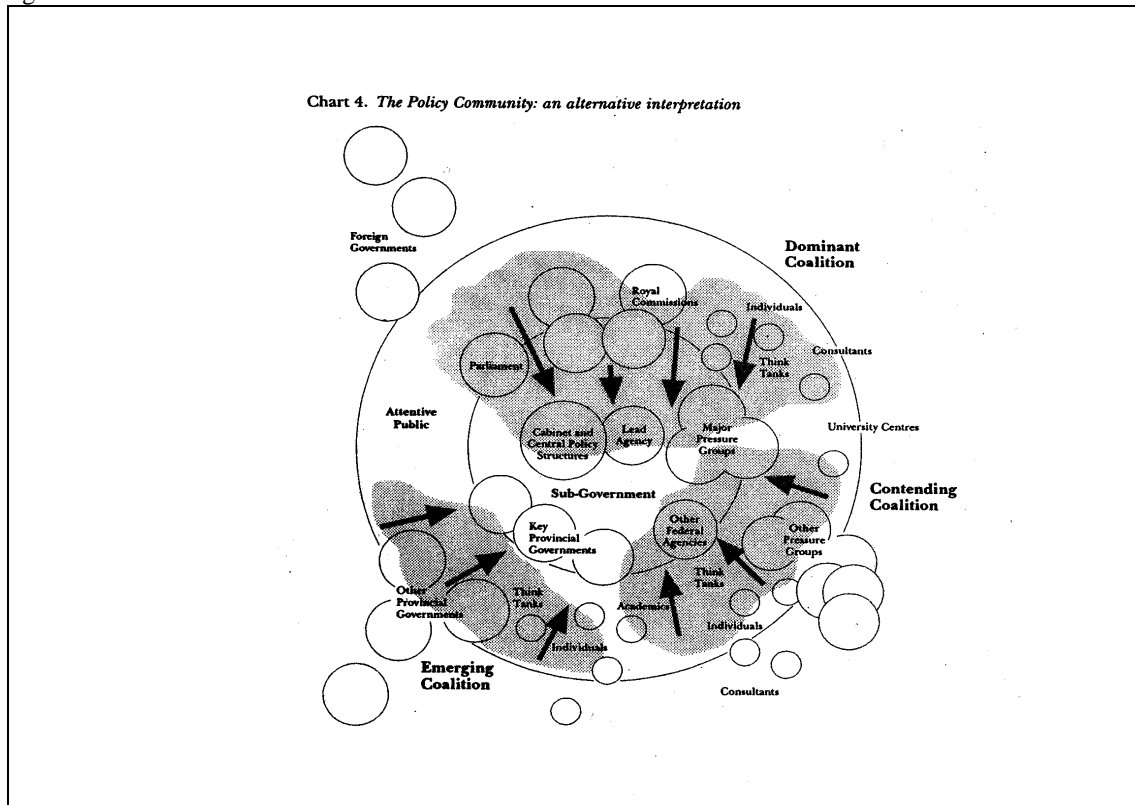 Chart 4. The Policy Community: an alternative interpretation
Foreign
Governments
Dominant
Coalition
Royal
Commissions
Individuals
Consultants
Think
Tanks
Parliament
Attentive
Public
Cabinet and
Central Policy
Structures
Lead
Agency
Major
Pressure
Groups
University Centres
Sub-Government
Contending
Coalition
Key
Provincial
Governments
Other
Federal
Agencies
Other
Pressure
Groups
Think
Tanks
Other
Provincial
Governments
Think
Tanks
Academics
Individuals
Individuals
Emerging
Coalition
Consultants